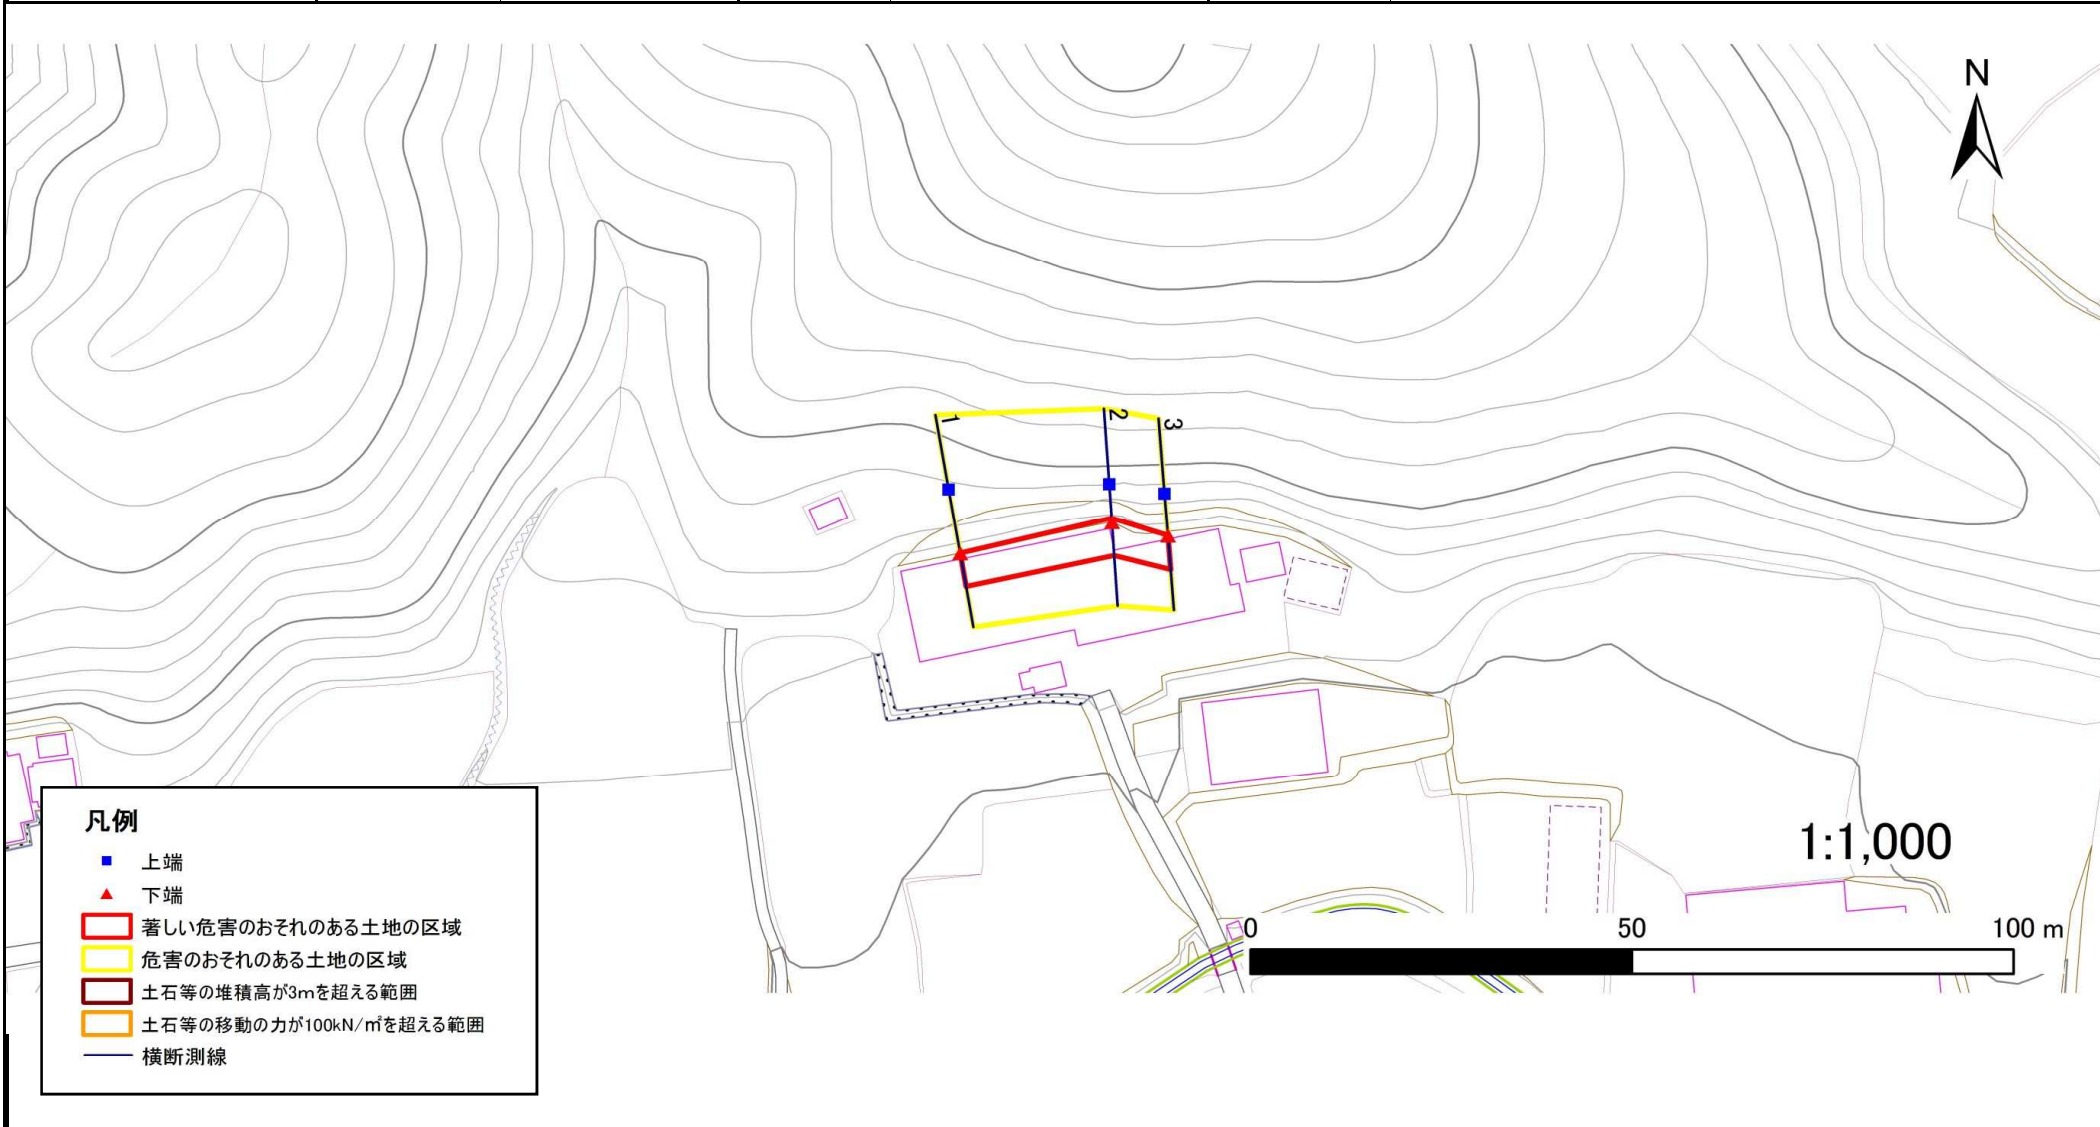 N
1
2
3
凡例
上端
下端
著しい危害のおそれのある土地の区域
危害のおそれのある土地の区域
土石等の堆積高が3mを超える範囲
土石等の移動の力が100kN/㎡を超える範囲
横断測線
1:1,000
0 50 100 m